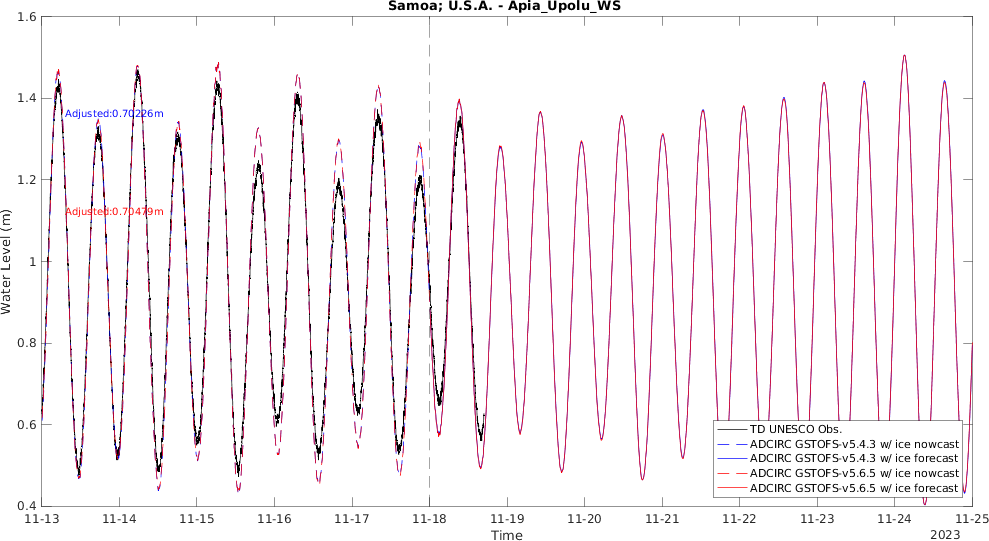 Samoa; U.S.A. - Apia_Upolu_WS
1.6
1.4
1.2
1
0.8
0.6
0.4
Water Level (m)
Adjusted:0.70226m
Adjusted:0.70479m
TD UNESCO Obs.
ADCIRC GSTOFS-v5.4.3 w/ ice nowcast
ADCIRC GSTOFS-v5.4.3 w/ ice forecast
ADCIRC GSTOFS-v5.6.5 w/ ice nowcast
ADCIRC GSTOFS-v5.6.5 w/ ice forecast
11-13 11-14 11-15 11-16 11-17 11-18 11-19 11-20 11-21 11-22 11-23 11-24 11-25
Time
2023